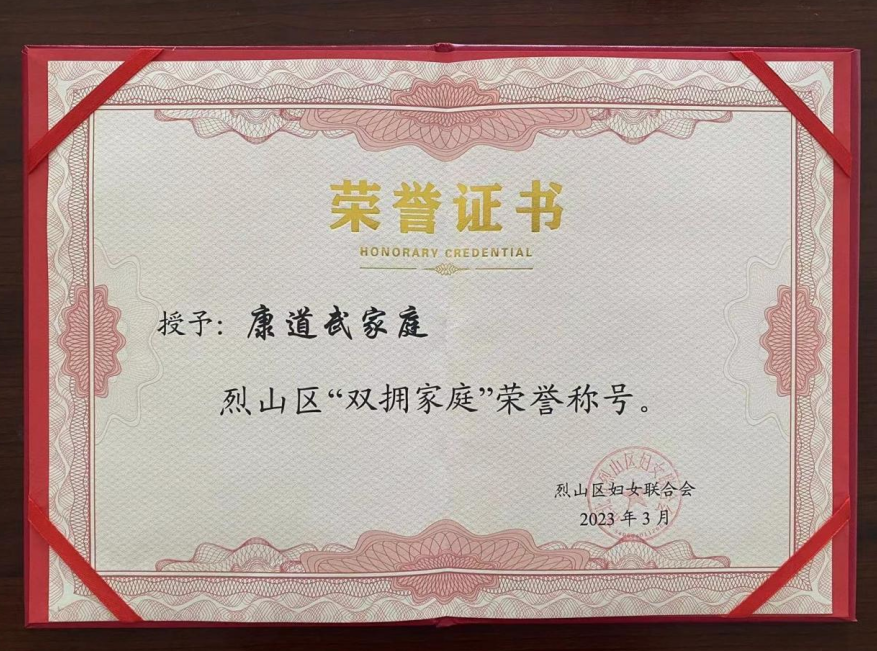 荣誉证书
HONORARY CREDENTIAL
授予：康道武家庭
烈山区“双拥家庭”荣誉称号。
烈山区妇女联合会
2023年3月